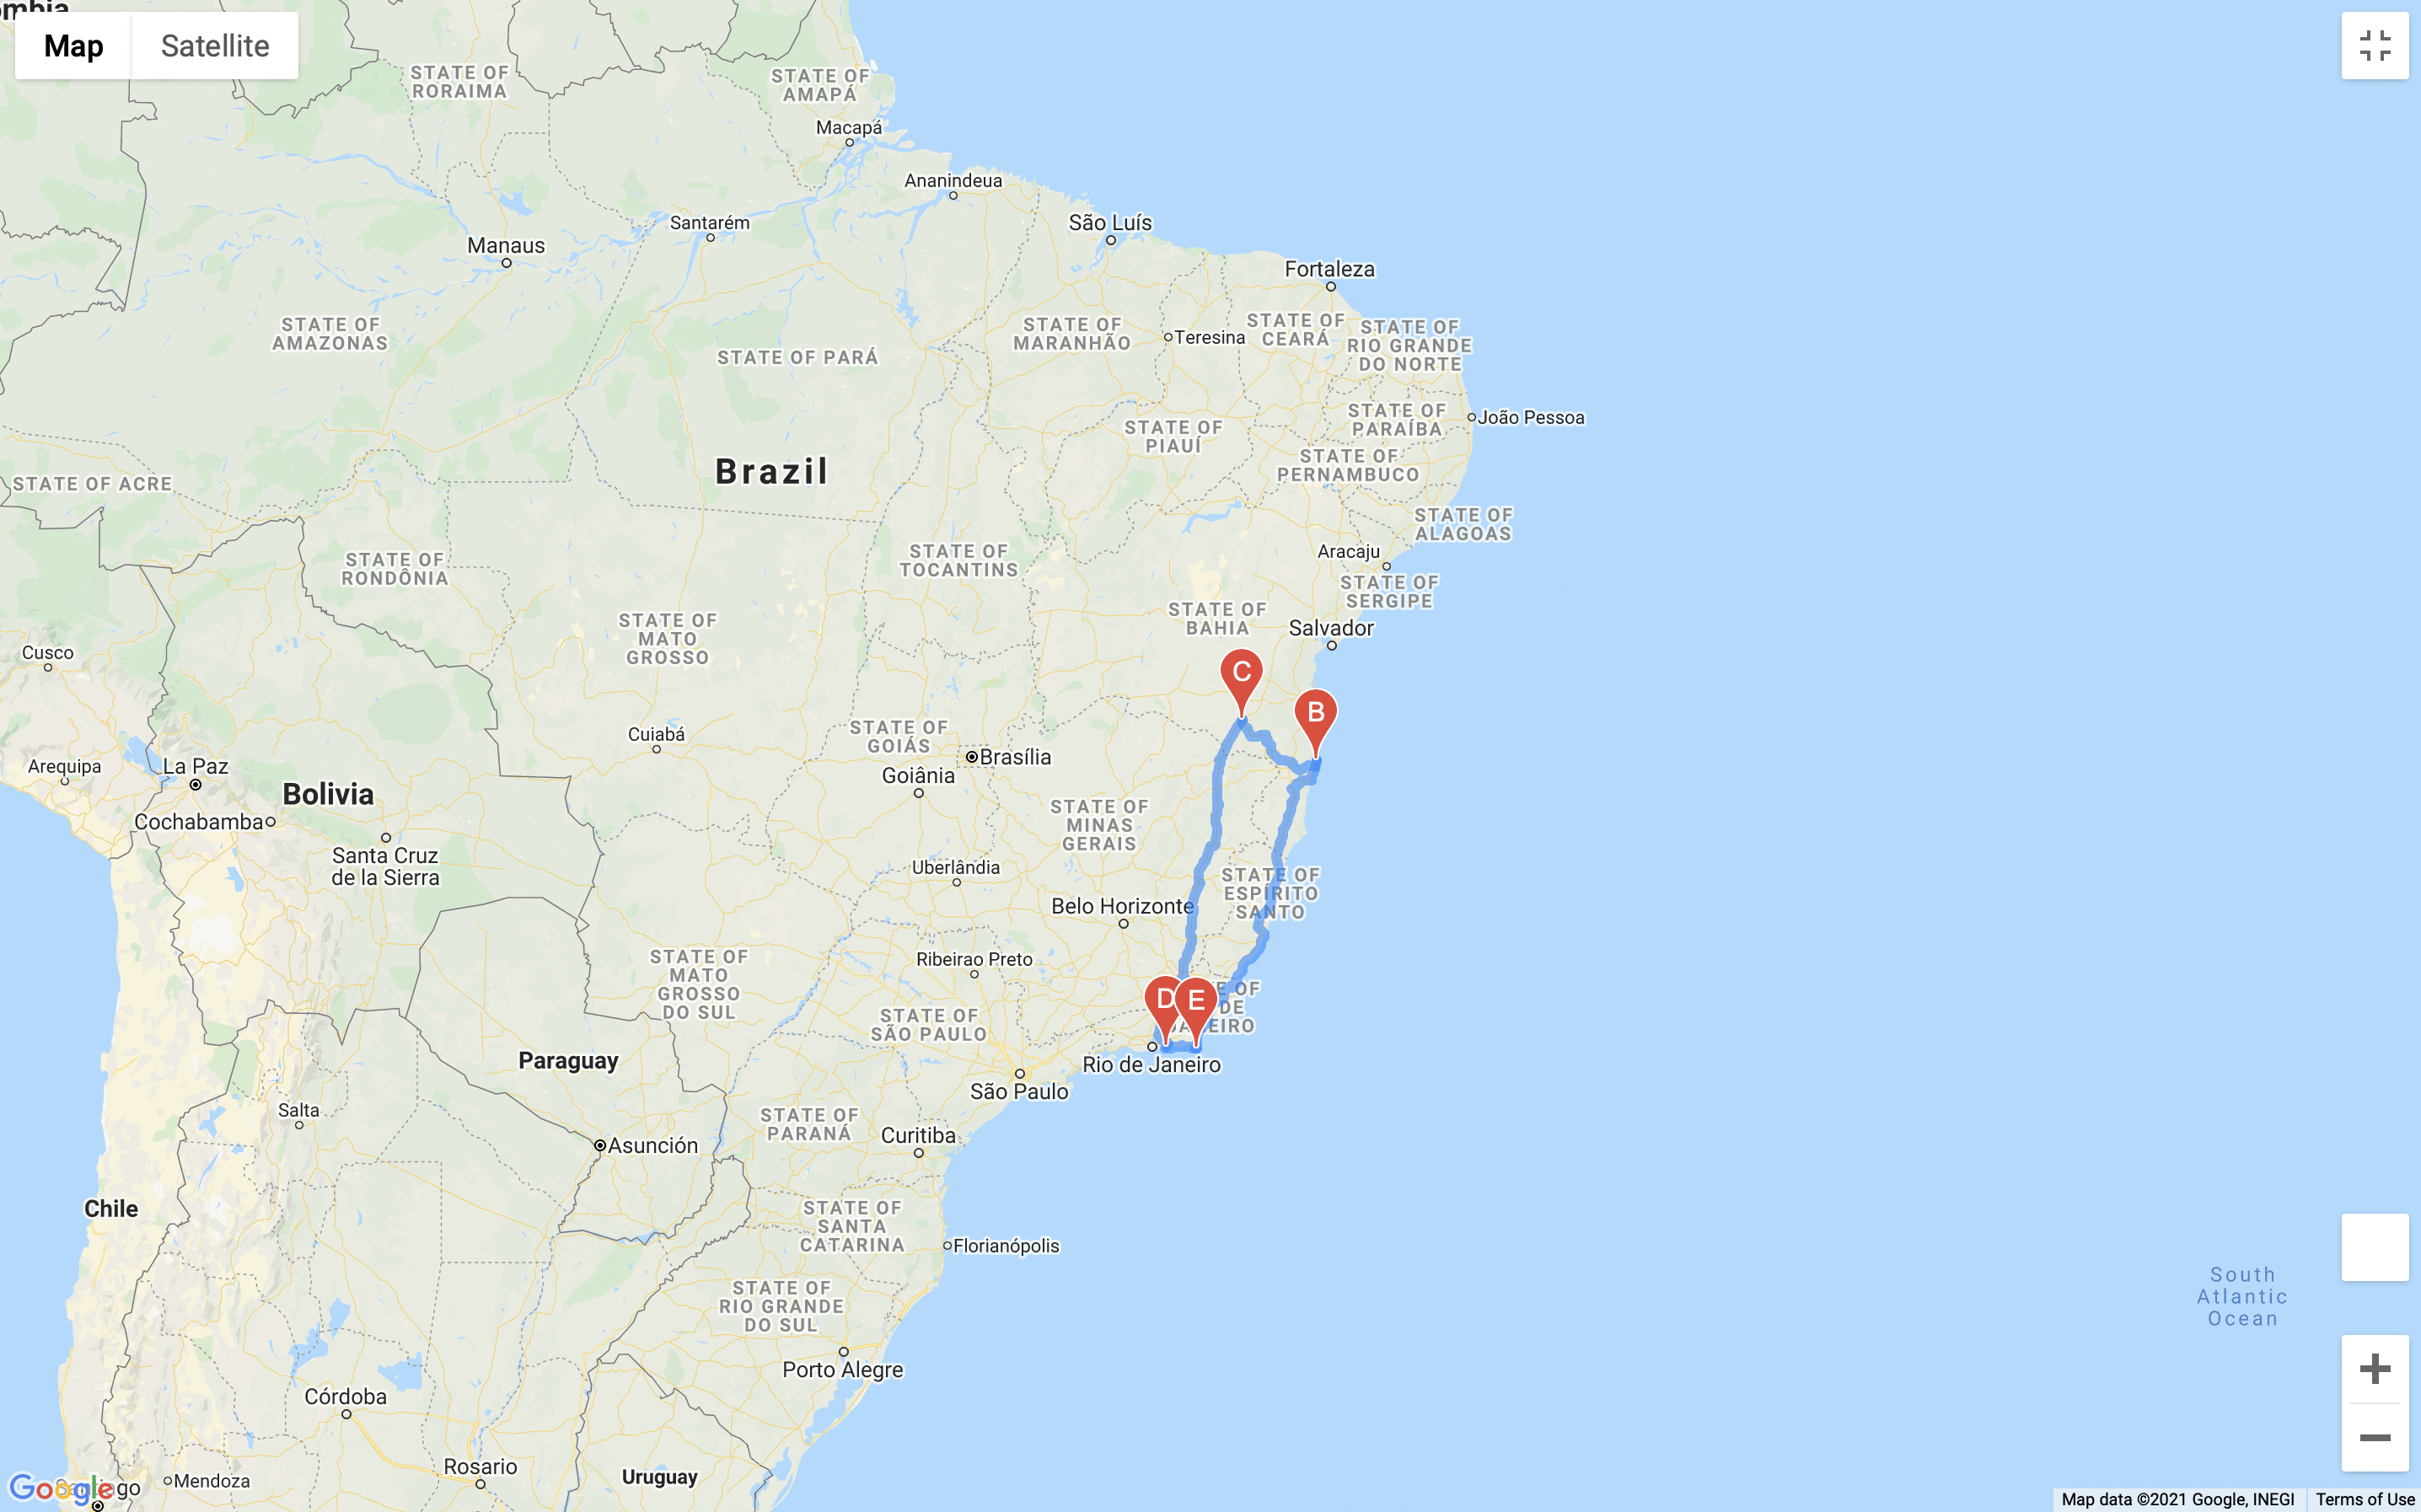 Map
Satellite
STATE OF
RORAIMA
STATE OF
AMAPÁ
Macapá
Ananindeua
Santarém
São Luís
Manaus
Fortaleza
STATE OF
AMAZONAS
STATE OF PARÁ
STATE OF
MARANHÃO
Teresina
STATE OF
CEARÁ
STATE OF
RIO GRANDE
DO NORTE
STATE OF
PARAÍBA
João Pessoa
STATE OF
PIAUÍ
STATE OF
PERNAMBUCO
Brazil
STATE OF ACRE
STATE OF
ALAGOAS
Aracaju
STATE OF
SERGIPE
STATE OF
RONDÔNIA
STATE OF
TOCANTINS
STATE OF
MATO
GROSSO
STATE OF
BAHIA
Salvador
Cusco
C
B
Cuiabá
STATE OF
GOIÁS
Brasília
Goiânia
Arequipa
La Paz
Bolivia
Cochabamba
Santa Cruz
de la Sierra
STATE OF
MINAS
GERAIS
Uberlândia
STATE OF
ESPÍRITO
SANTO
Belo Horizonte
Ribeirao Preto
STATE OF
MATO
GROSSO
DO SUL
STATE OF
SÃO PAULO
D
E
Rio de Janeiro
São Paulo
Paraguay
Salta
Asunción
STATE OF
PARANÁ
Curitiba
Chile
STATE OF
SANTA
CATARINA
Florianópolis
STATE OF
RIO GRANDE
DO SUL
Porto Alegre
South
Atlantic
Ocean
Córdoba
Rosario
Mendoza
Uruguay
Google
Map data ©2021 Google, INEGI
Terms of Use